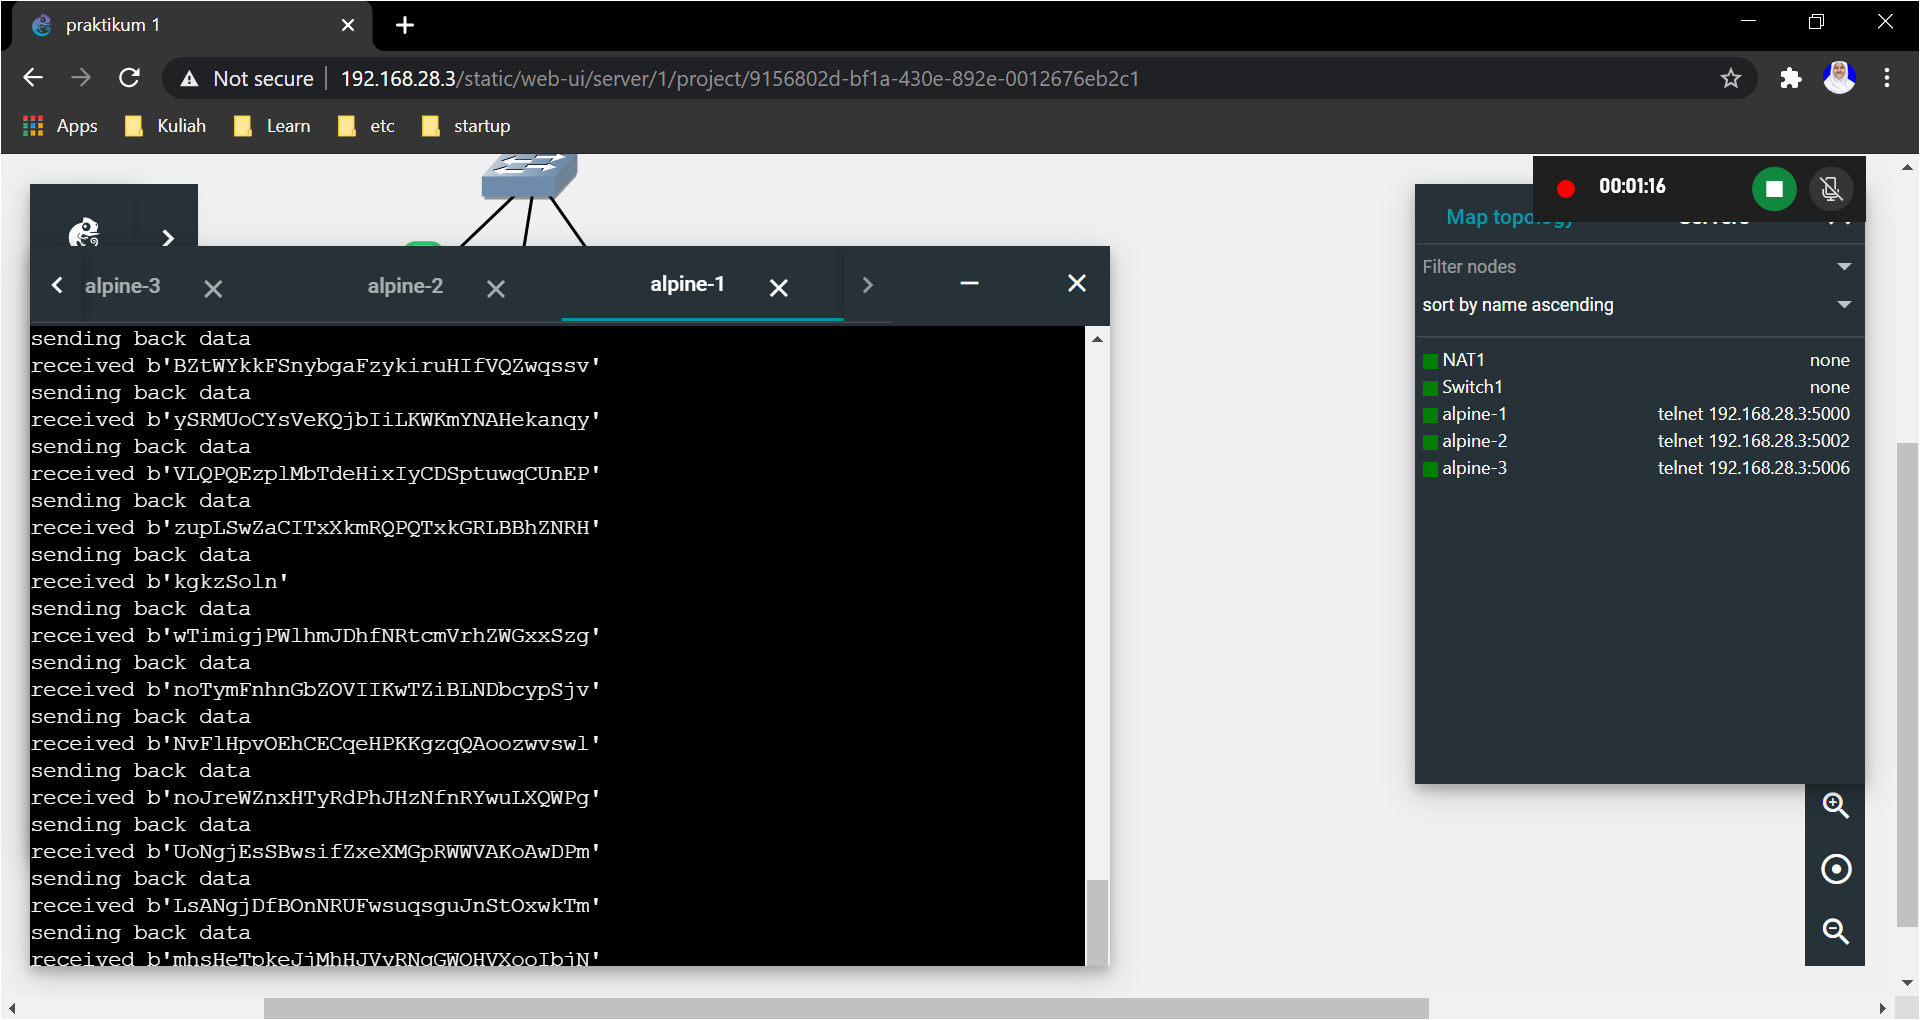 praktikum 1
Not secure 192.168.28.3/static/web-ui/server/1/project/9156802d-bf1a-430e-892e-0012676eb2c1
Apps Kuliah Learn etc startup
00:01:16
Map topology Servers
alpine-3 alpine-2 alpine-1
sending back data
received b'BZtWYkkFSnybgaFzykiruHIfVQZwqssv'
sending back data
received b'ySRMUoCYsVeKQjbIiLKWKmYNAHekanqy'
sending back data
received b'VLQPQEzplMbTdeHixIyCDSptuwqCUnEP'
sending back data
received b'zupLSwZaCITxXkmRQPQTxkGRLBBhZNRH'
sending back data
received b'kgkzSoln'
sending back data
received b'wTimigjPWlhmJDhfNRtcmVrhZWGxxSzg'
sending back data
received b'noTymFnhnGbZOVIIKwTZiBLNDbcypSjv'
sending back data
received b'NvFlHpvOEhCECqeHPKKgzqQAoozwvswl'
sending back data
received b'noJreWZnxHTyRdPhJHzNfnRYwuLXQWPg'
sending back data
received b'UoNgjEsSBwsifZxeXMGpRWWVAKoAwDPm'
sending back data
received b'LsANgjDfBOnNRUFwsuqsguJnStOxwkTm'
sending back data
received
Filter nodes
sort by name ascending
NAT1 none
Switch1 none
alpine-1 telnet 192.168.28.3:5000
alpine-2 telnet 192.168.28.3:5002
alpine-3 telnet 192.168.28.3:5006